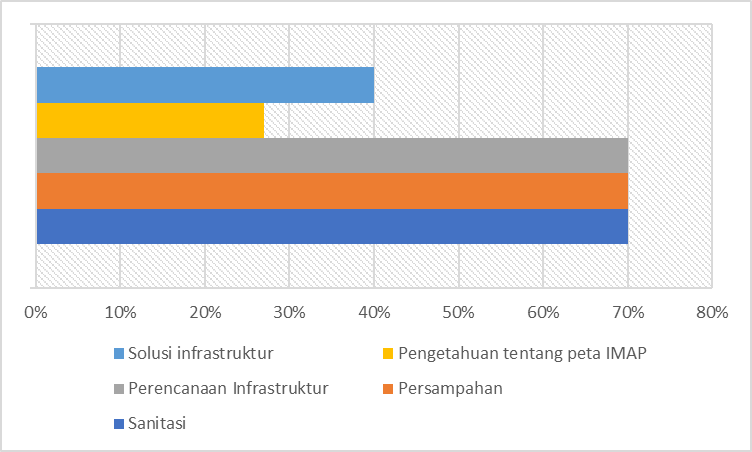 0% 10% 20% 30% 40% 50% 60% 70% 80%
Solusi infrastruktur Pengetahuan tentang peta IMAP
Perencanaan Infrastruktur Persampahan
Sanitasi